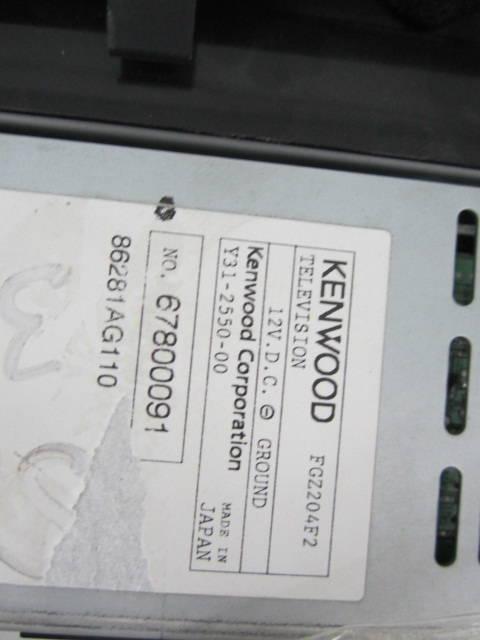 KENWOOD FGZ204F2
TELEVISION
12V.D.C. ⊖ GROUND
Kenwood Corporation
Y31-2550-00 MADE IN JAPAN
NO. 67800091
86281AG110